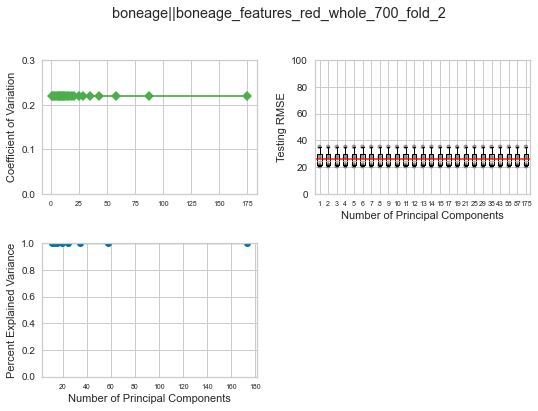 boneage||boneage_features_red_whole_700_fold_2
Coefficient of Variation
0.3
0.2
0.1
0.0
0 25 50 75 100 125 150 175
Testing RMSE
100
80
60
40
20
0
1 2 3 4 5 6 7 8 9 10 11 12 13 14 15 17 19 21 25 29 35 43 58 87 175
Number of Principal Components
Percent Explained Variance
1.0
0.8
0.6
0.4
0.2
0.0
20 40 60 80 100 120 140 160 180
Number of Principal Components